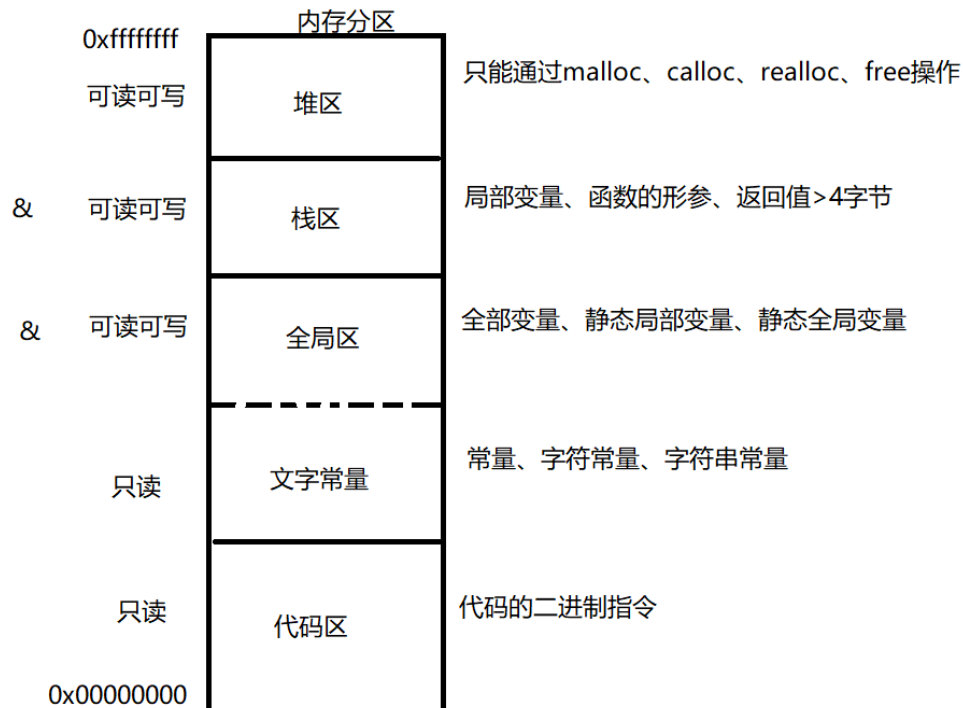 内存分区
0xffffffff
可读可写
堆区
只能通过malloc、calloc、realloc、free操作
&
可读可写
栈区
局部变量、函数的形参、返回值>4字节
&
可读可写
全局区
全部变量、静态局部变量、静态全局变量
只读
文字常量
常量、字符常量、字符串常量
只读
代码区
代码的二进制指令
0x00000000